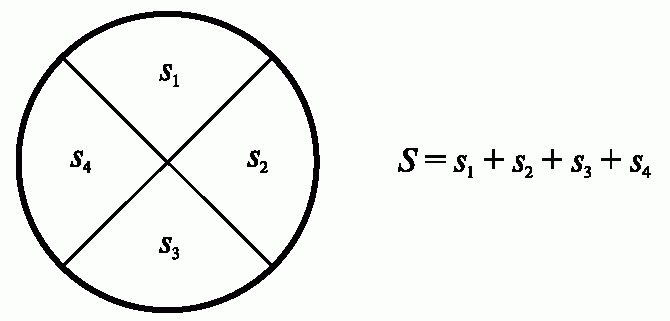 s₁
s₄ s₂ S = s₁ + s₂ + s₃ + s₄
s₃